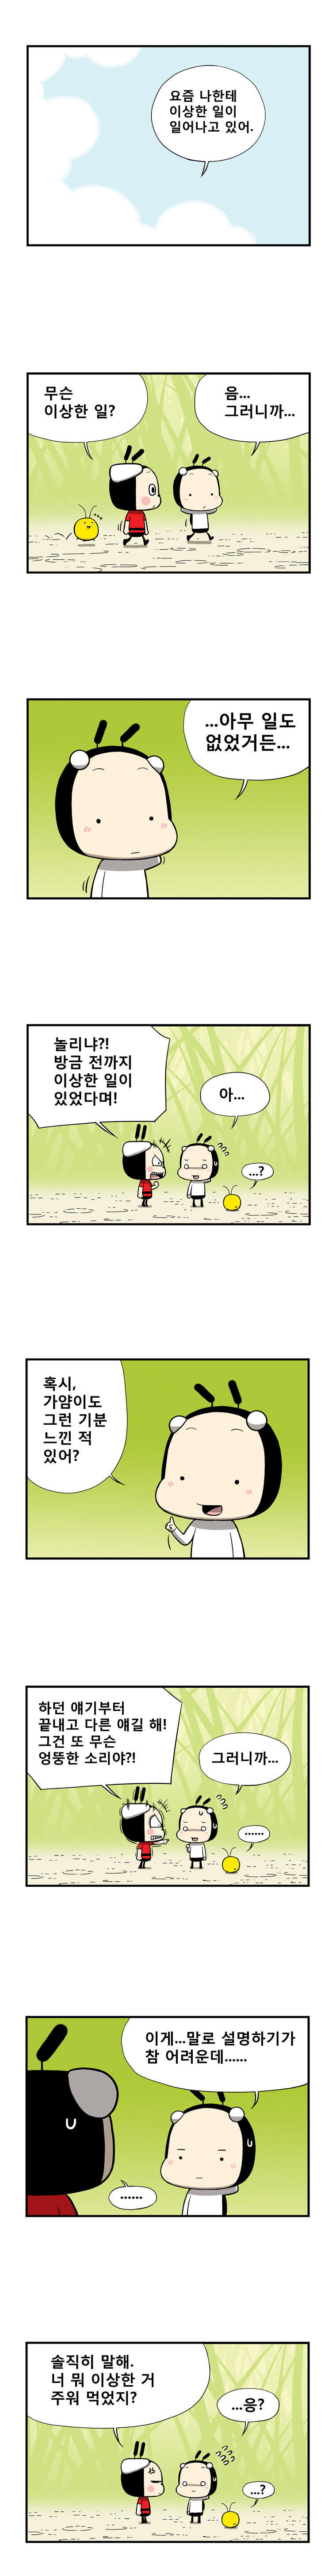 요즘 나한테
이상한 일이
일어나고 있어.
무슨
이상한 일?
음...
그러니까...
...아무 일도
없었거든...
놀리냐?!
방금 전까지
이상한 일이
있었다며!
아...
...?
혹시,
가얌이도
그런 기분
느낀 적
있어?
하던 얘기부터
끝내고 다른 얘길 해!
그건 또 무슨
엉뚱한 소리야?!
그러니까...
......
이게...말로 설명하기가
참 어려운데......
......
솔직히 말해.
너 뭐 이상한 거
주워 먹었지?
...응?
...?